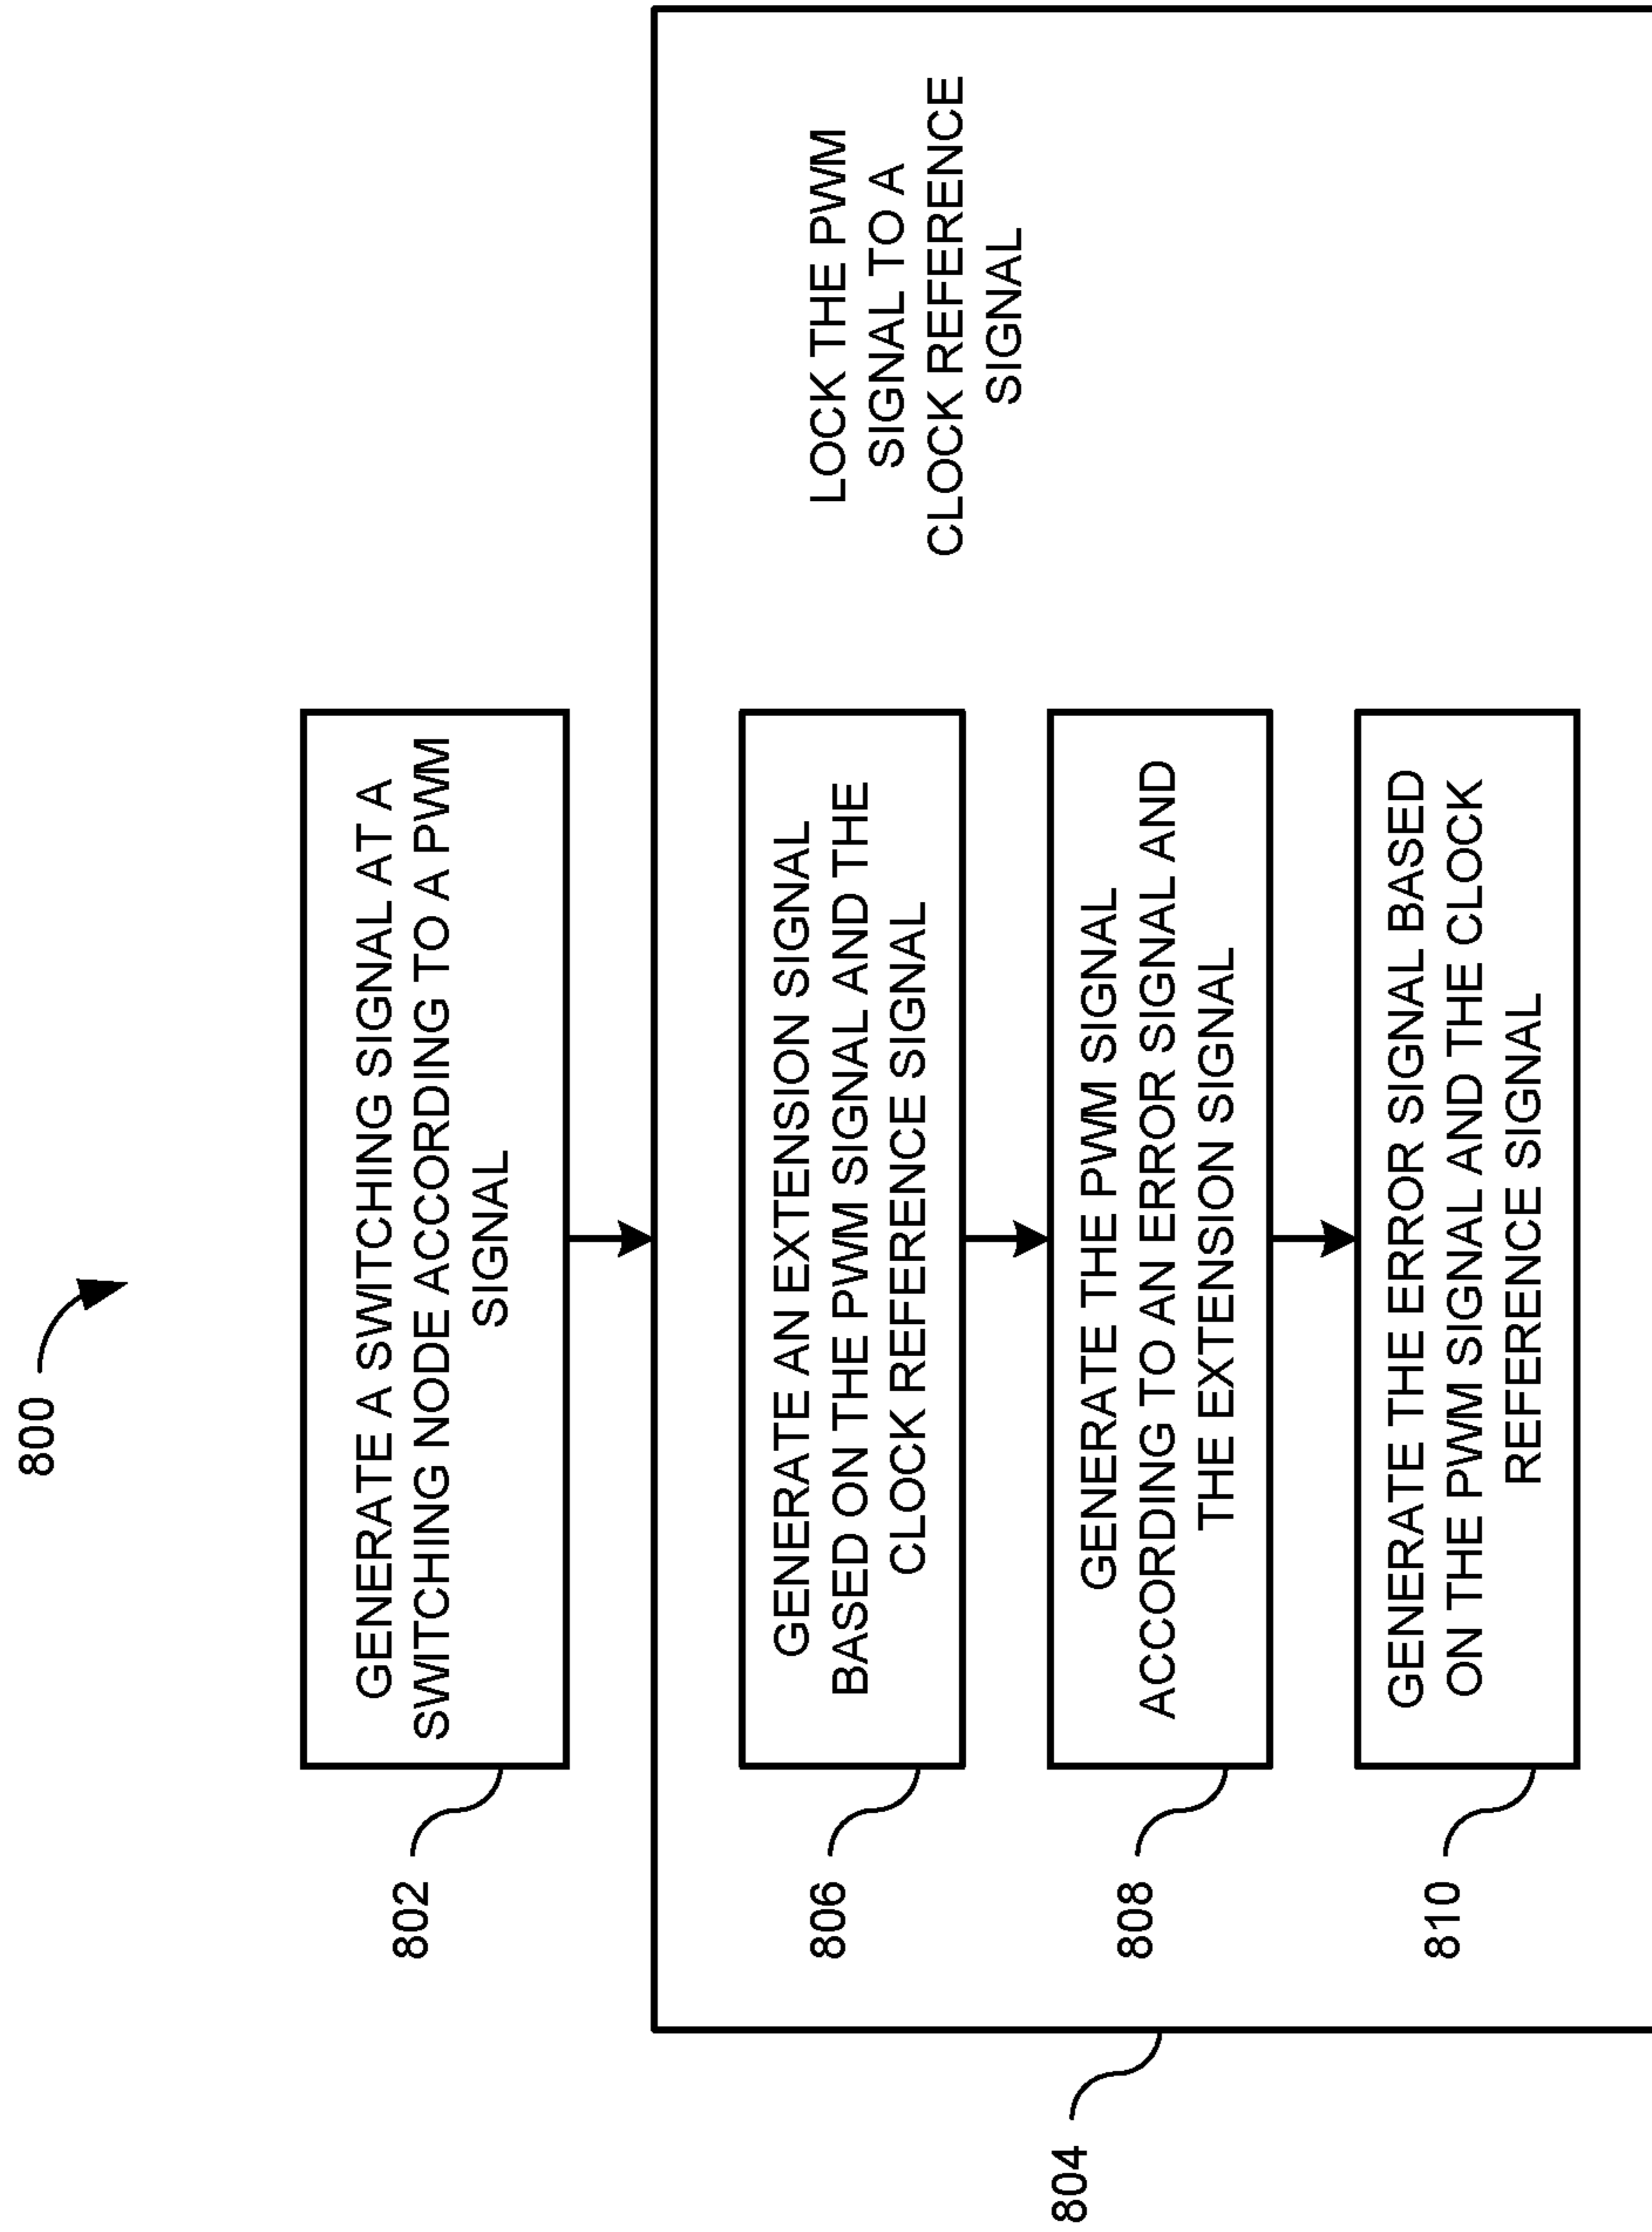 800
802
GENERATE A SWITCHING SIGNAL AT A
SWITCHING NODE ACCORDING TO A PWM
SIGNAL
804
LOCK THE PWM
SIGNAL TO A
CLOCK REFERENCE
SIGNAL
806
GENERATE AN EXTENSION SIGNAL
BASED ON THE PWM SIGNAL AND THE
CLOCK REFERENCE SIGNAL
808
GENERATE THE PWM SIGNAL
ACCORDING TO AN ERROR SIGNAL AND
THE EXTENSION SIGNAL
810
GENERATE THE ERROR SIGNAL BASED
ON THE PWM SIGNAL AND THE CLOCK
REFERENCE SIGNAL